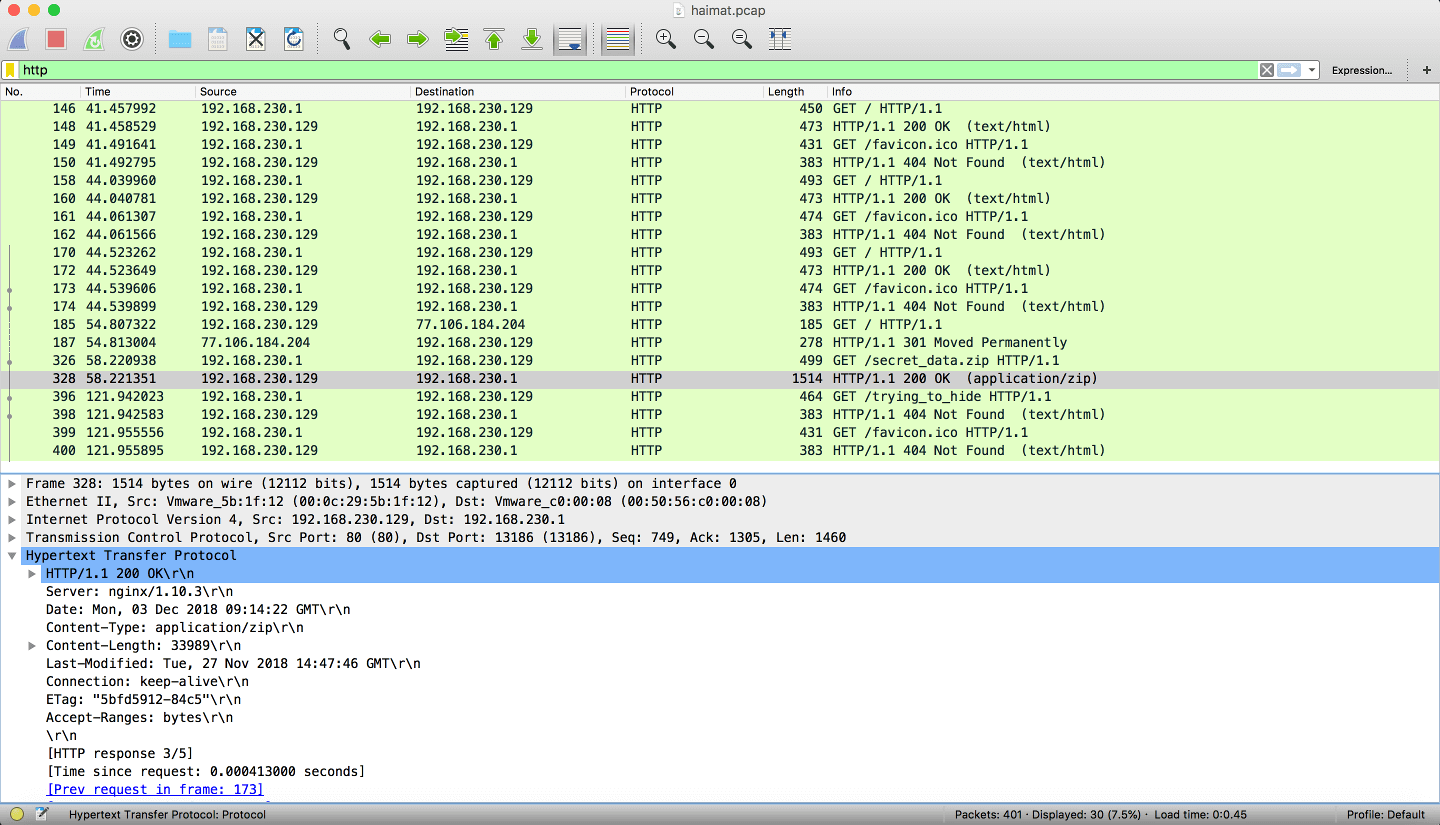 haimat.pcap
http
Expression... +
No. Time Source Destination Protocol Length Info
146 41.457992 192.168.230.1 192.168.230.129 HTTP 450 GET / HTTP/1.1
148 41.458529 192.168.230.129 192.168.230.1 HTTP 473 HTTP/1.1 200 OK (text/html)
149 41.491641 192.168.230.1 192.168.230.129 HTTP 431 GET /favicon.ico HTTP/1.1
150 41.492795 192.168.230.129 192.168.230.1 HTTP 383 HTTP/1.1 404 Not Found (text/html)
158 44.039960 192.168.230.1 192.168.230.129 HTTP 493 GET / HTTP/1.1
160 44.040781 192.168.230.129 192.168.230.1 HTTP 473 HTTP/1.1 200 OK (text/html)
161 44.061307 192.168.230.1 192.168.230.129 HTTP 474 GET /favicon.ico HTTP/1.1
162 44.061566 192.168.230.129 192.168.230.1 HTTP 383 HTTP/1.1 404 Not Found (text/html)
170 44.523262 192.168.230.1 192.168.230.129 HTTP 493 GET / HTTP/1.1
172 44.523649 192.168.230.129 192.168.230.1 HTTP 473 HTTP/1.1 200 OK (text/html)
173 44.539606 192.168.230.1 192.168.230.129 HTTP 474 GET /favicon.ico HTTP/1.1
174 44.539899 192.168.230.129 192.168.230.1 HTTP 383 HTTP/1.1 404 Not Found (text/html)
185 54.807322 192.168.230.129 77.106.184.204 HTTP 185 GET / HTTP/1.1
187 54.813004 77.106.184.204 192.168.230.129 HTTP 278 HTTP/1.1 301 Moved Permanently
326 58.220938 192.168.230.1 192.168.230.129 HTTP 499 GET /secret_data.zip HTTP/1.1
328 58.221351 192.168.230.129 192.168.230.1 HTTP 1514 HTTP/1.1 200 OK (application/zip)
396 121.942023 192.168.230.1 192.168.230.129 HTTP 464 GET /trying_to_hide HTTP/1.1
398 121.942583 192.168.230.129 192.168.230.1 HTTP 383 HTTP/1.1 404 Not Found (text/html)
399 121.955556 192.168.230.1 192.168.230.129 HTTP 431 GET /favicon.ico HTTP/1.1
400 121.955895 192.168.230.129 192.168.230.1 HTTP 383 HTTP/1.1 404 Not Found (text/html)
Frame 328: 1514 bytes on wire (12112 bits), 1514 bytes captured (12112 bits) on interface 0
Ethernet II, Src: Vmware_5b:1f:12 (00:0c:29:5b:1f:12), Dst: Vmware_c0:00:08 (00:50:56:c0:00:08)
Internet Protocol Version 4, Src: 192.168.230.129, Dst: 192.168.230.1
Transmission Control Protocol, Src Port: 80 (80), Dst Port: 13186 (13186), Seq: 749, Ack: 1305, Len: 1460
Hypertext Transfer Protocol
HTTP/1.1 200 OK\r\n
Server: nginx/1.10.3\r\n
Date: Mon, 03 Dec 2018 09:14:22 GMT\r\n
Content-Type: application/zip\r\n
Content-Length: 33989\r\n
Last-Modified: Tue, 27 Nov 2018 14:47:46 GMT\r\n
Connection: keep-alive\r\n
ETag: "5bfd5912-84c5"\r\n
Accept-Ranges: bytes\r\n
\r\n
[HTTP response 3/5]
[Time since request: 0.000413000 seconds]
[Prev request in frame: 173]
Hypertext Transfer Protocol: Protocol Packets: 401 · Displayed: 30 (7.5%) · Load time: 0:0.45 Profile: Default